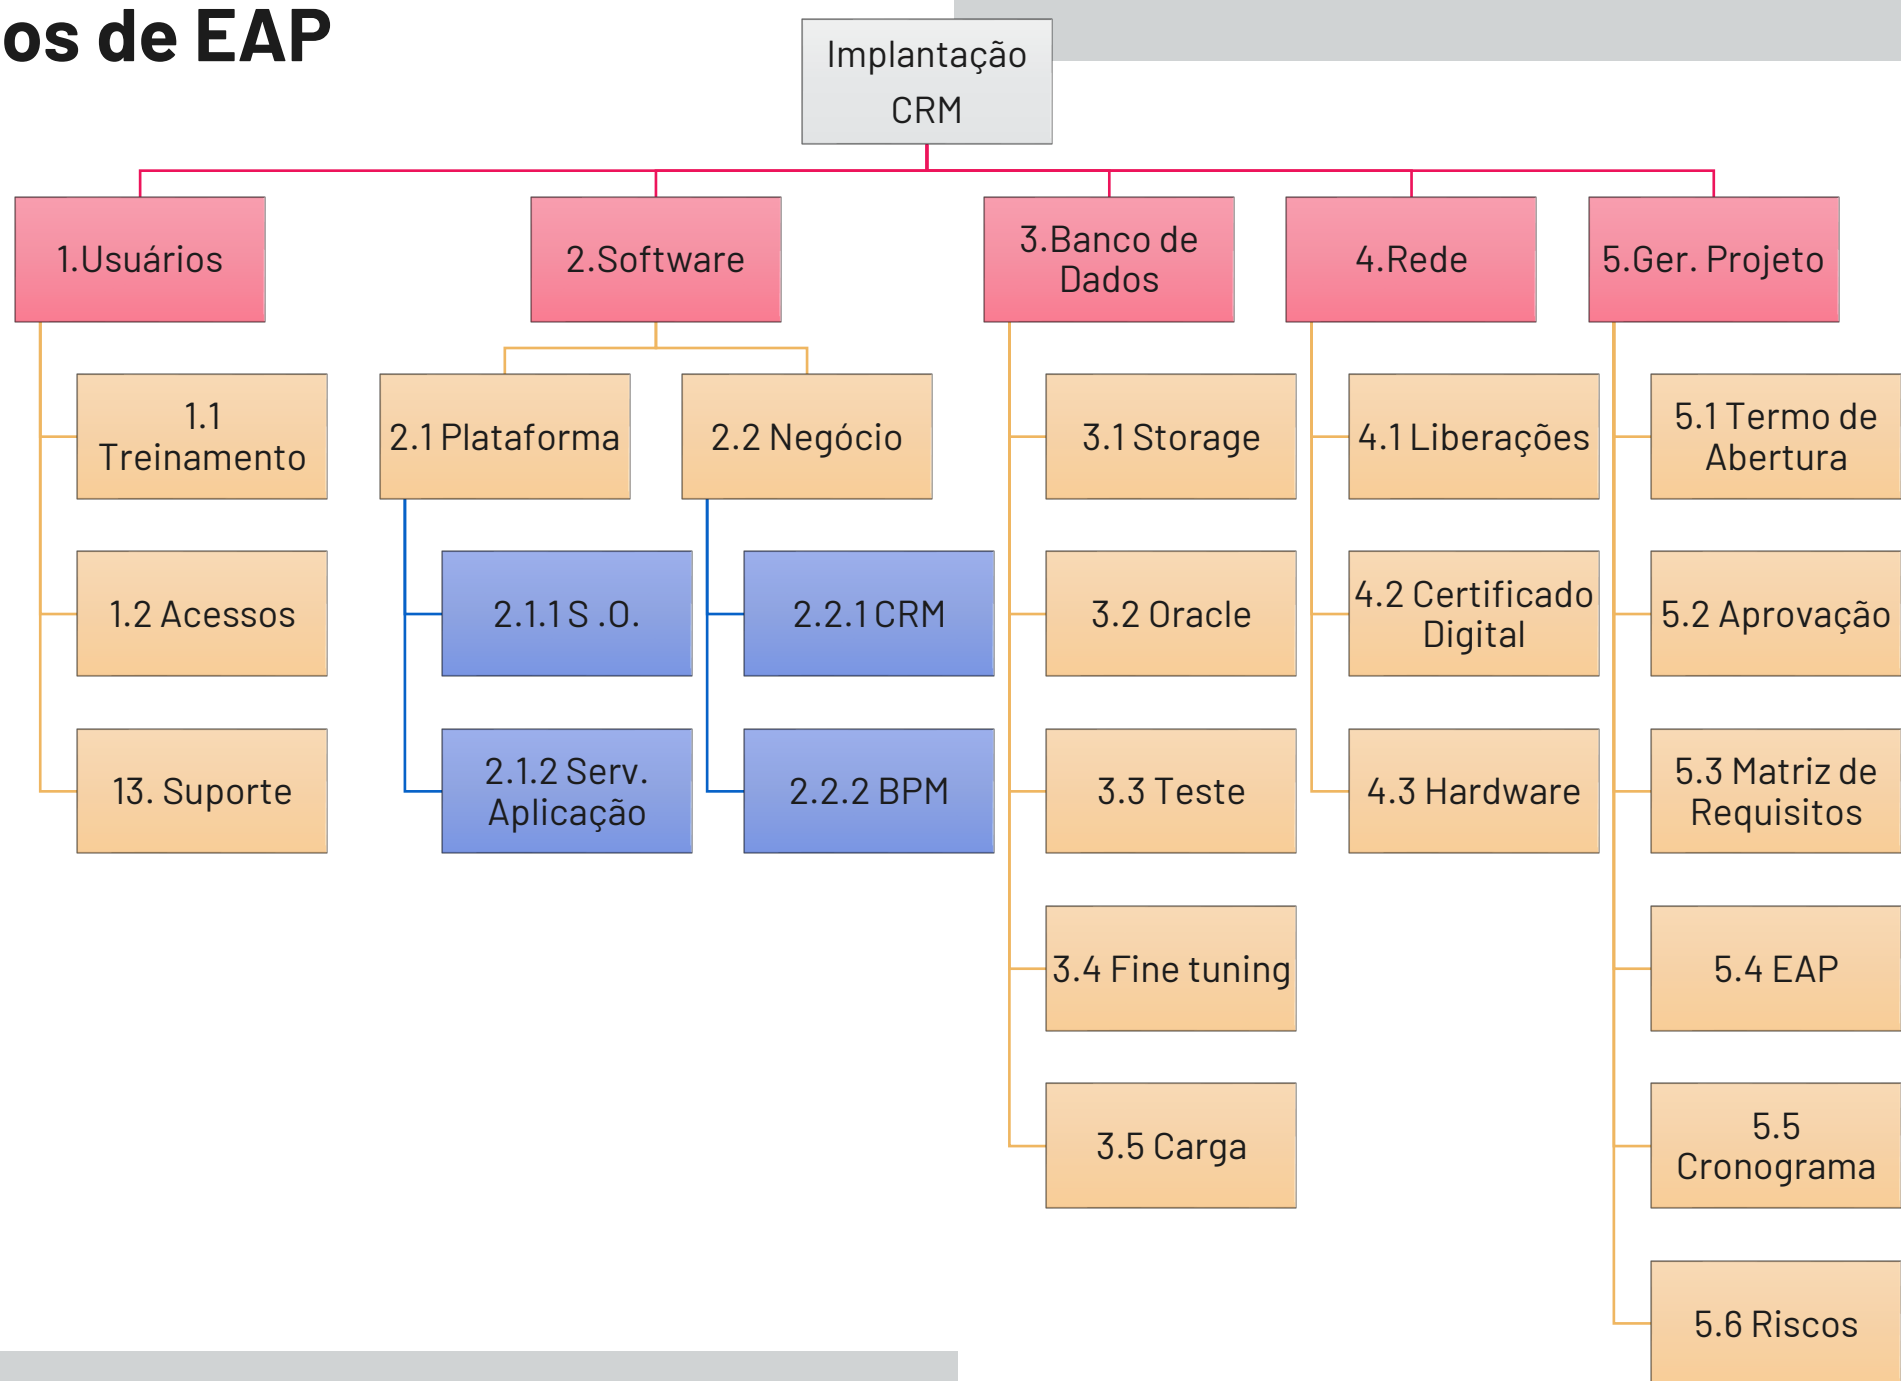 os de EAP
Implantação
CRM
1.Usuários
2.Software
3.Banco de
Dados
4.Rede
5.Ger. Projeto
1.1
Treinamento
1.2 Acessos
13. Suporte
2.1 Plataforma
2.1.1 S .O.
2.1.2 Serv.
Aplicação
2.2 Negócio
2.2.1 CRM
2.2.2 BPM
3.1 Storage
3.2 Oracle
3.3 Teste
3.4 Fine tuning
3.5 Carga
4.1 Liberações
4.2 Certificado
Digital
4.3 Hardware
5.1 Termo de
Abertura
5.2 Aprovação
5.3 Matriz de
Requisitos
5.4 EAP
5.5
Cronograma
5.6 Riscos